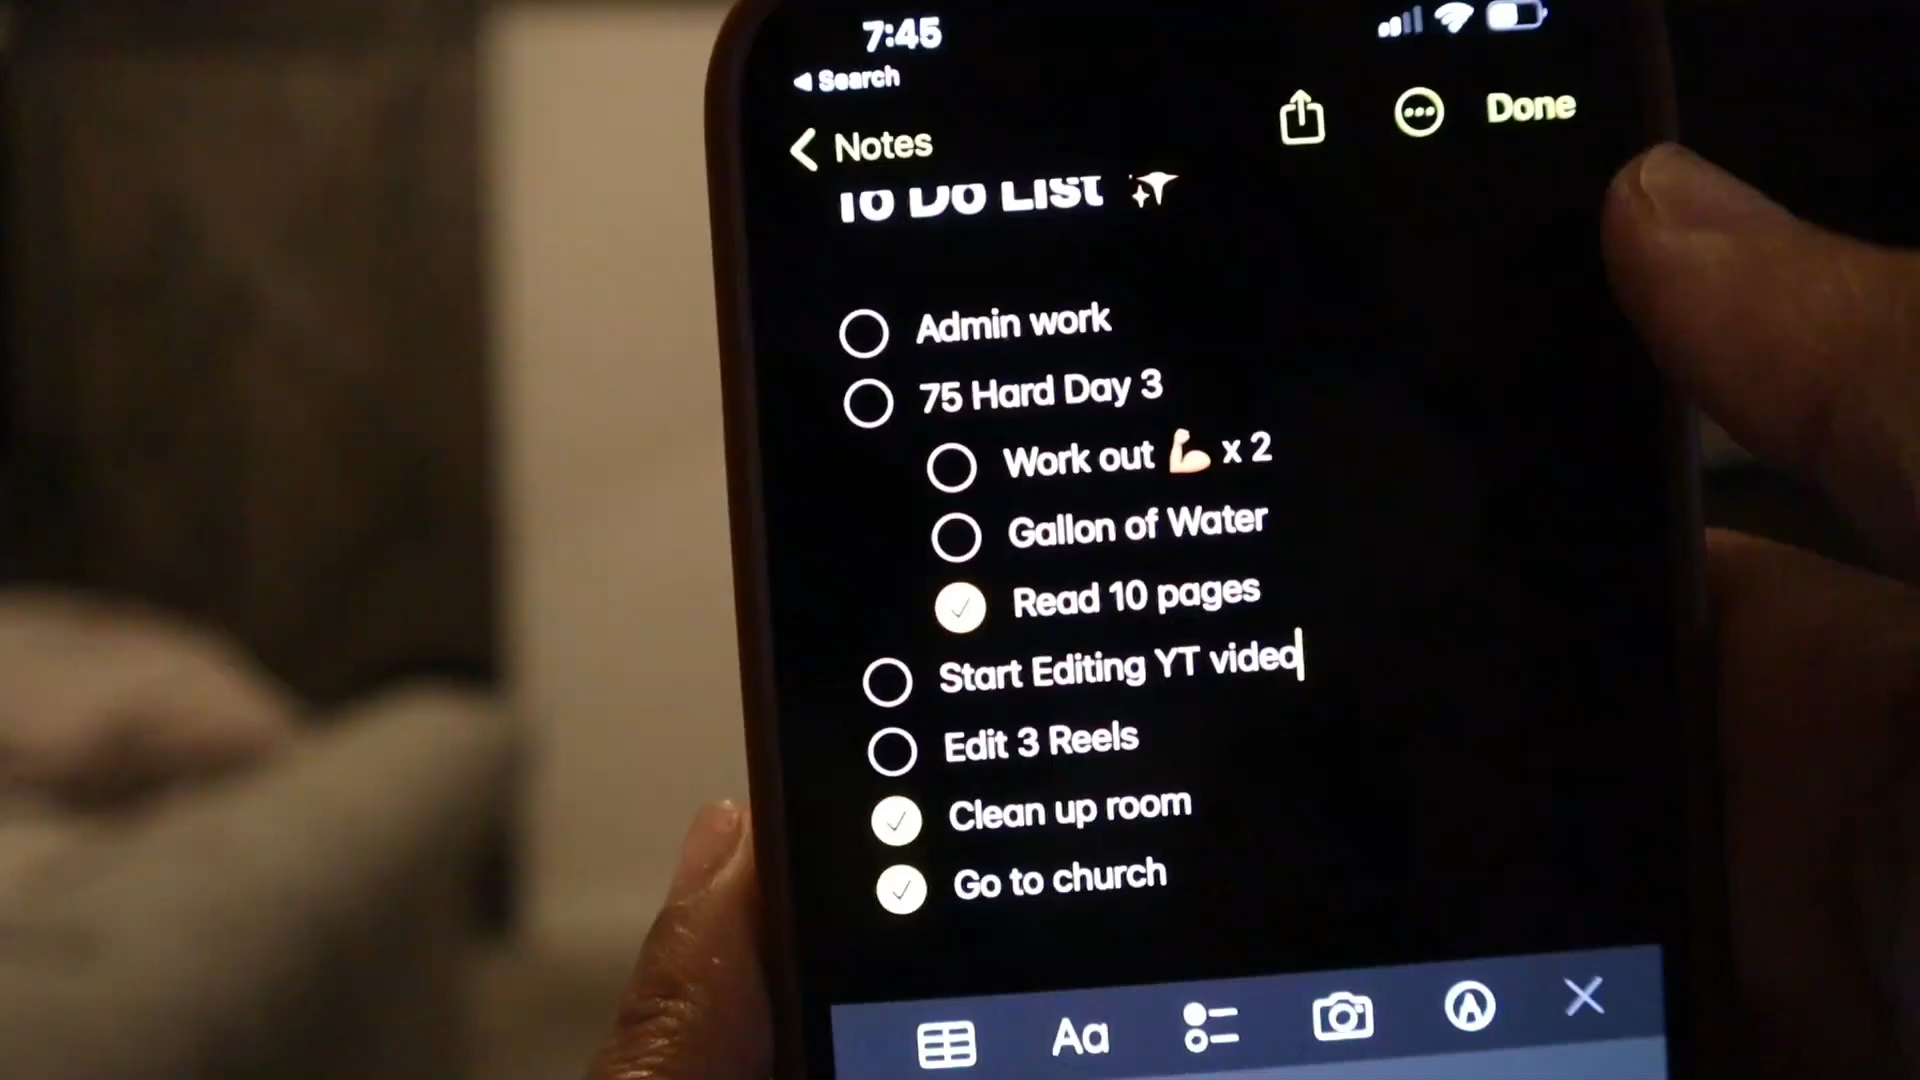 7:45
Search
Notes
Done
To Do List ✨
Admin work
75 Hard Day 3
Work out 💪🏻 x 2
Gallon of Water
Read 10 pages
Start Editing YT video
Edit 3 Reels
Clean up room
Go to church
Aa